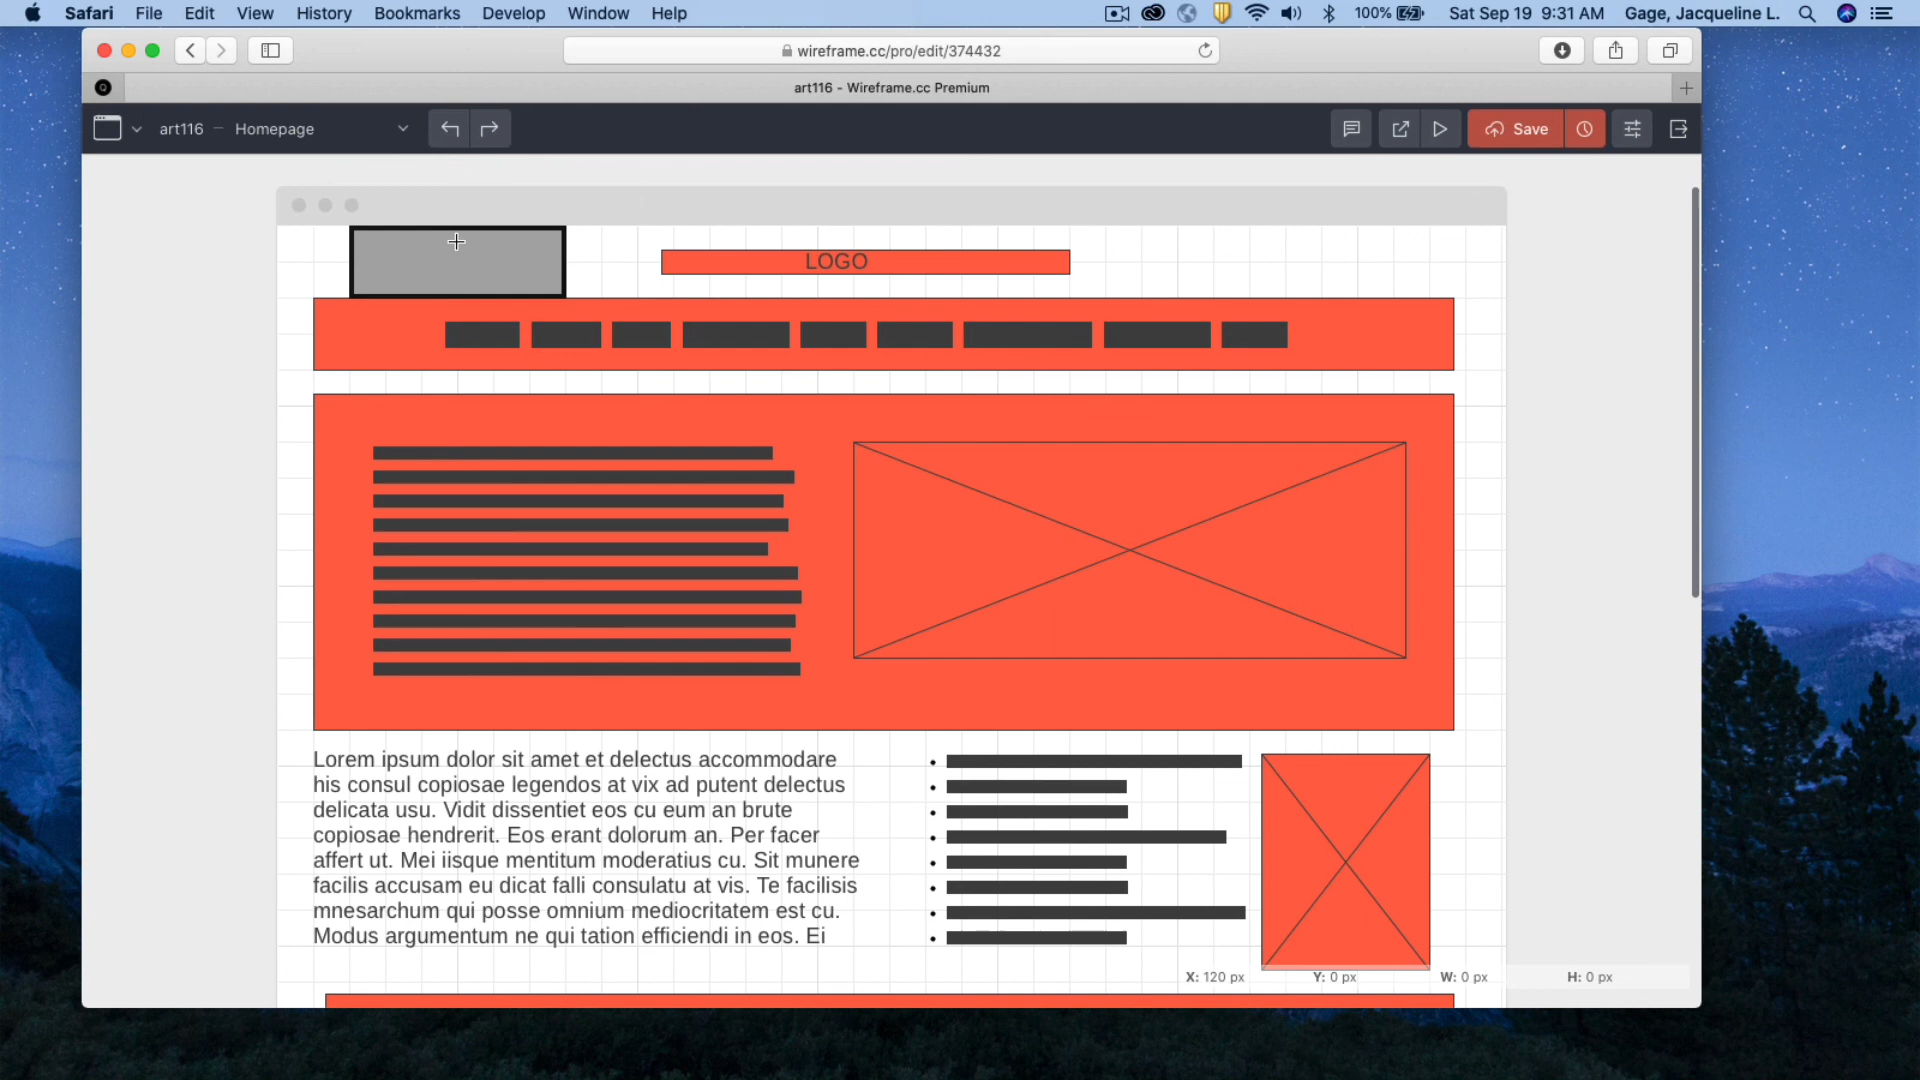 Safari File Edit View History Bookmarks Develop Window Help 100% Sat Sep 19 9:31 AM Gage, Jacqueline L.
wireframe.cc/pro/edit/374432
art116 - Wireframe.cc Premium
art116 – Homepage Save
LOGO
Lorem ipsum dolor sit amet et delectus accommodare
his consul copiosae legendos at vix ad putent delectus
delicata usu. Vidit dissentiet eos cu eum an brute
copiosae hendrerit. Eos erant dolorum an. Per facer
affert ut. Mei iisque mentitum moderatius cu. Sit munere
facilis accusam eu dicat falli consulatu at vis. Te facilisis
mnesarchum qui posse omnium mediocritatem est cu.
Modus argumentum ne qui tation efficiendi in eos. Ei
X: 120 px Y: 0 px W: 0 px H: 0 px